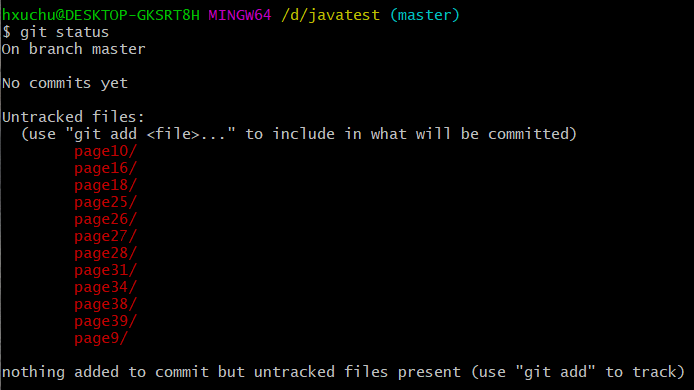 hxuchu@DESKTOP-GKSRT8H MINGW64 /d/javatest (master)
$ git status
On branch master
No commits yet
Untracked files:
(use "git add <file>..." to include in what will be committed)
page10/
page16/
page18/
page25/
page26/
page27/
page28/
page31/
page34/
page38/
page39/
page9/
nothing added to commit but untracked files present (use "git add" to track)